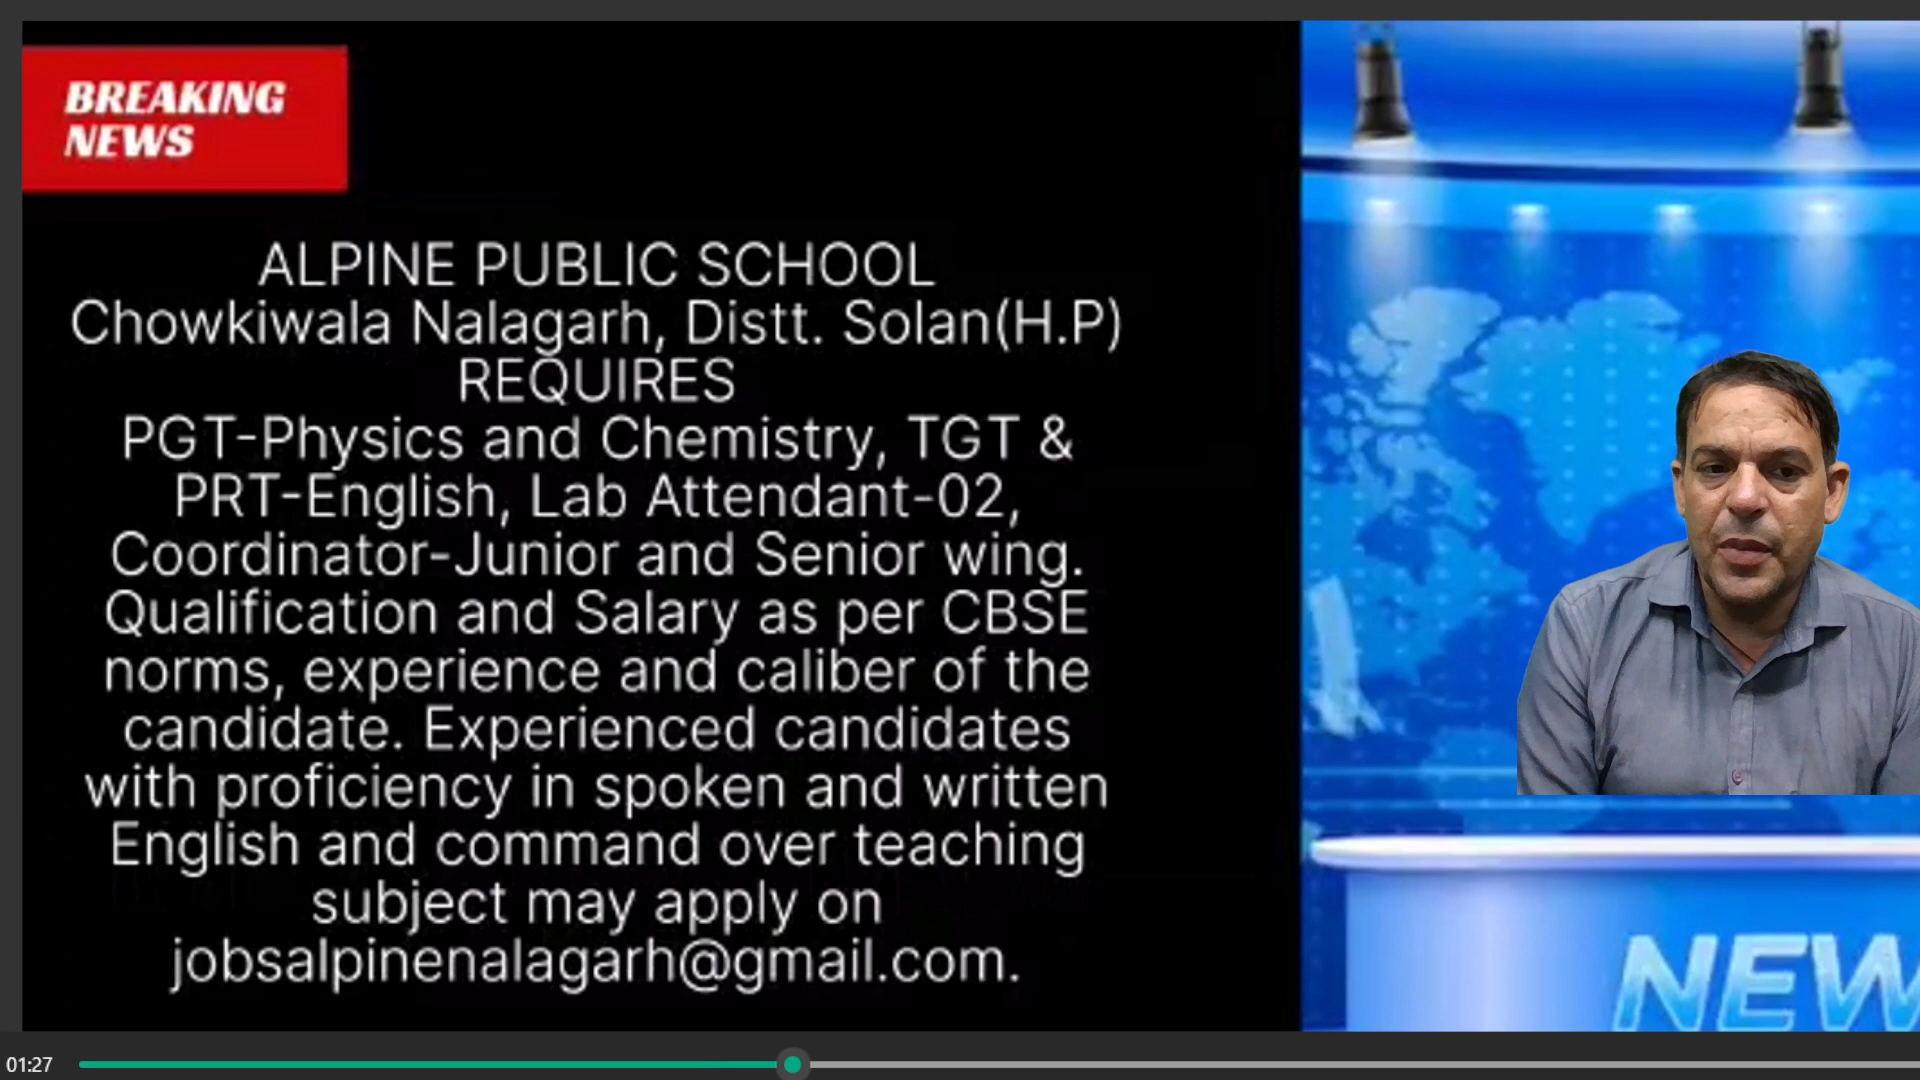 BREAKING
NEWS
ALPINE PUBLIC SCHOOL
Chowkiwala Nalagarh, Distt. Solan(H.P)
REQUIRES
PGT-Physics and Chemistry, TGT &
PRT-English, Lab Attendant-02,
Coordinator-Junior and Senior wing.
Qualification and Salary as per CBSE
norms, experience and caliber of the
candidate. Experienced candidates
with proficiency in spoken and written
English and command over teaching
subject may apply on
jobsalpinenalagarh@gmail.com.
NEW
01:27